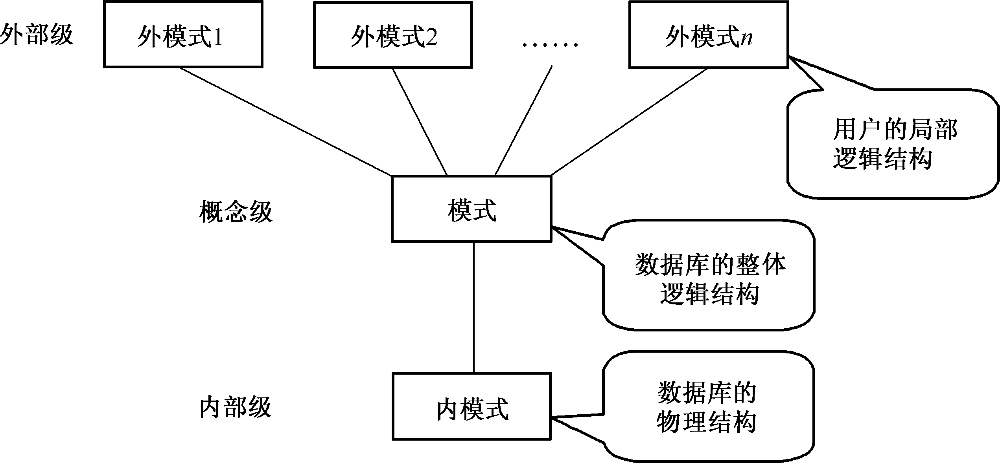 外部级
外模式1
外模式2
……
外模式n
用户的局部
逻辑结构
概念级
模式
数据库的整体
逻辑结构
内部级
内模式
数据库的
物理结构